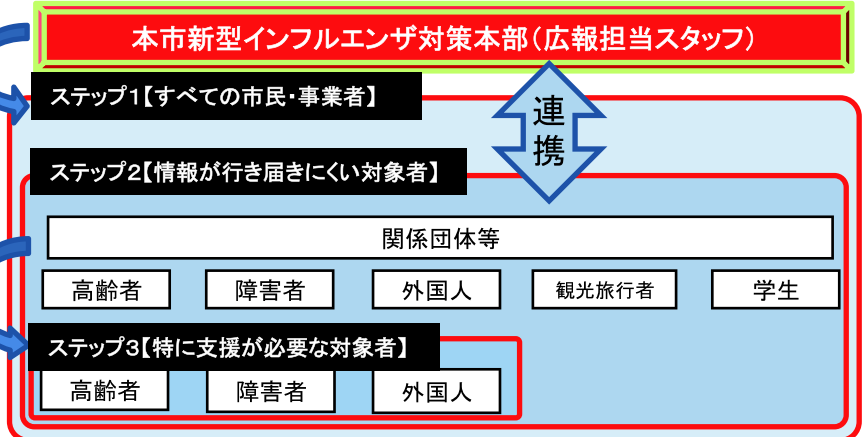 本市新型インフルエンザ対策本部(広報担当スタッフ)
ステップ1【すべての市民・事業者】
連携
ステップ2【情報が行き届きにくい対象者】
関係団体等
高齢者
障害者
外国人
観光旅行者
学生
ステップ3【特に支援が必要な対象者】
高齢者
障害者
外国人